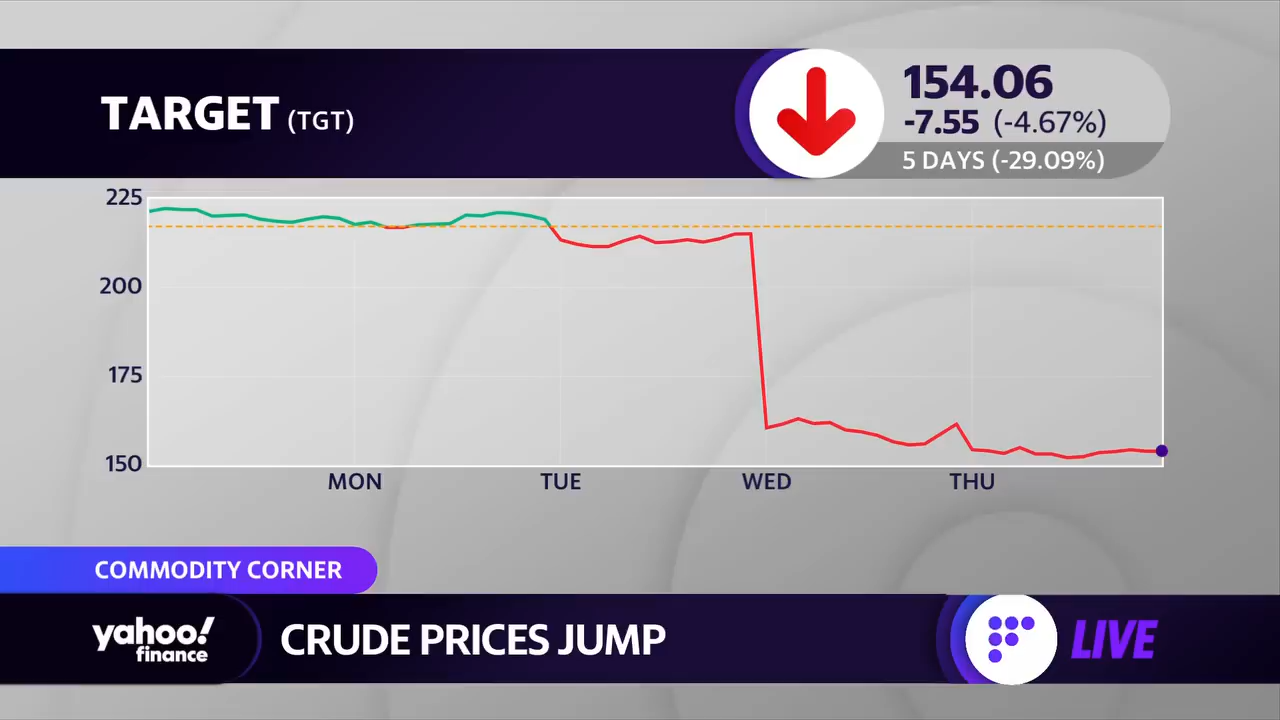 TARGET (TGT)
154.06
-7.55 (-4.67%)
5 DAYS (-29.09%)
225
200
175
150
MON TUE WED THU
COMMODITY CORNER
yahoo!
finance
CRUDE PRICES JUMP
LIVE